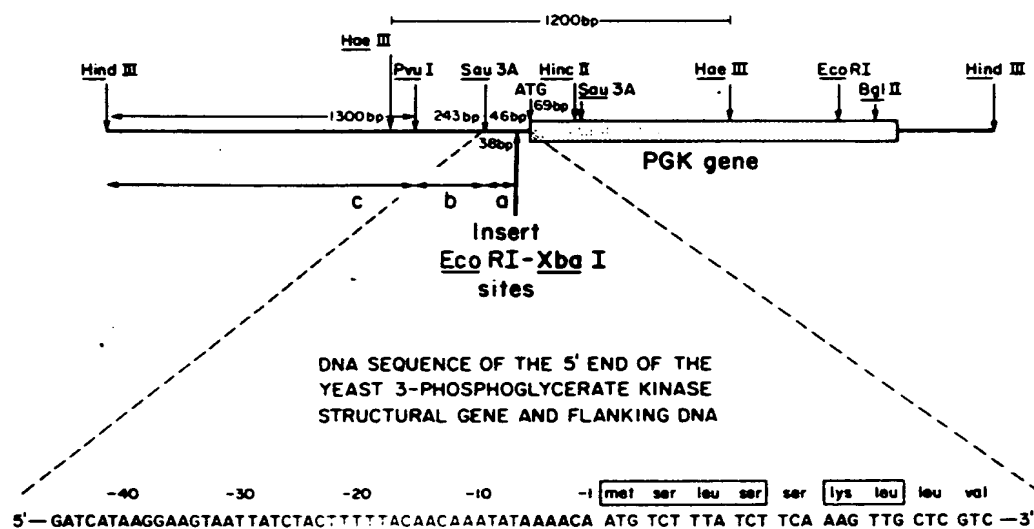 1200bp
Hae III
Hind III
Pvu I
Sau 3A
Hinc II
Hae III
EcoRI
Hind III
ATG
69bp
Sau 3A
Bgl II
1300bp
243 bp
46bp
38bp
PGK gene
c
b
a
Insert
Eco RI-Xba I
sites
DNA SEQUENCE OF THE 5' END OF THE
YEAST 3-PHOSPHOGLYCERATE KINASE
STRUCTURAL GENE AND FLANKING DNA
-40 -30 -20 -10 -1 met ser leu ser ser lys leu leu val
5'— GATCATAAGGAAGTAATTATCTACTTTTTACAACAAATATAAAACA ATG TCT TTA TCT TCA AAG TTG CTC GTC —3'